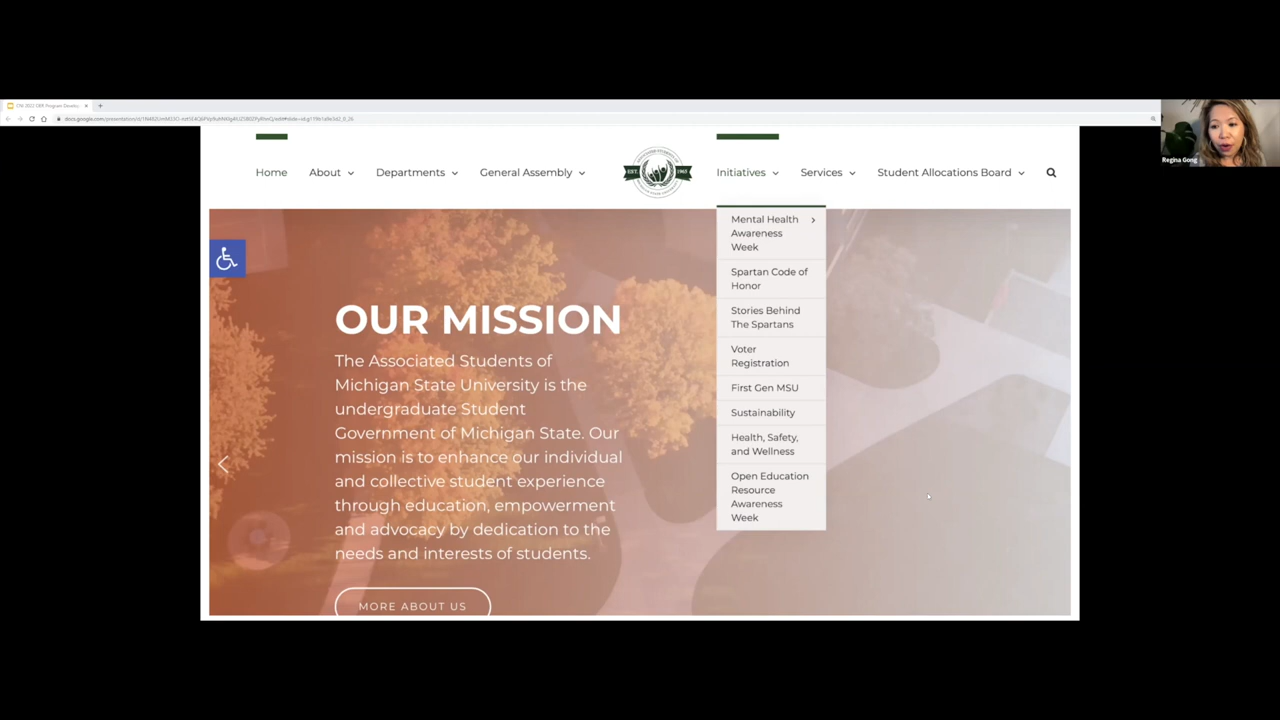 Home
About
Departments
General Assembly
EST.
1965
Initiatives
Services
Student Allocations Board
Regina Gong
Mental Health
Awareness
Week
Spartan Code of
Honor
Stories Behind
The Spartans
Voter
Registration
First Gen MSU
Sustainability
Health, Safety,
and Wellness
Open Education
Resource
Awareness
Week
OUR MISSION
The Associated Students of
Michigan State University is the
undergraduate Student
Government of Michigan State. Our
mission is to enhance our individual
and collective student experience
through education, empowerment
and advocacy by dedication to the
needs and interests of students.
MORE ABOUT US